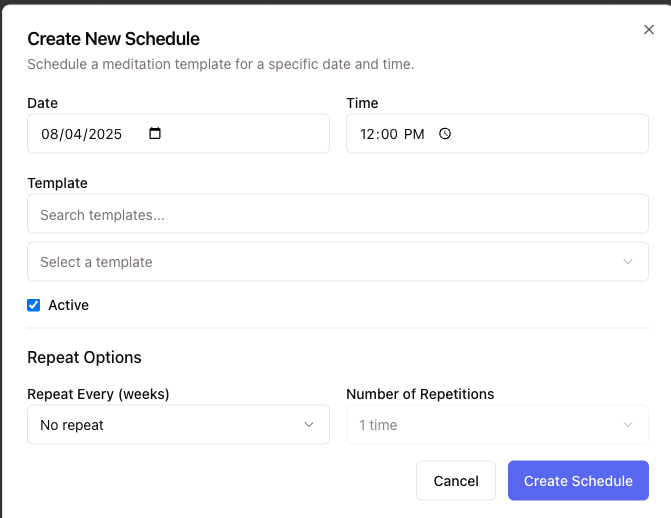 Create New Schedule
Schedule a meditation template for a specific date and time.
Date
Time
08/04/2025
12:00 PM
Template
Search templates...
Select a template
Active
Repeat Options
Repeat Every (weeks)
Number of Repetitions
No repeat
1 time
Cancel
Create Schedule